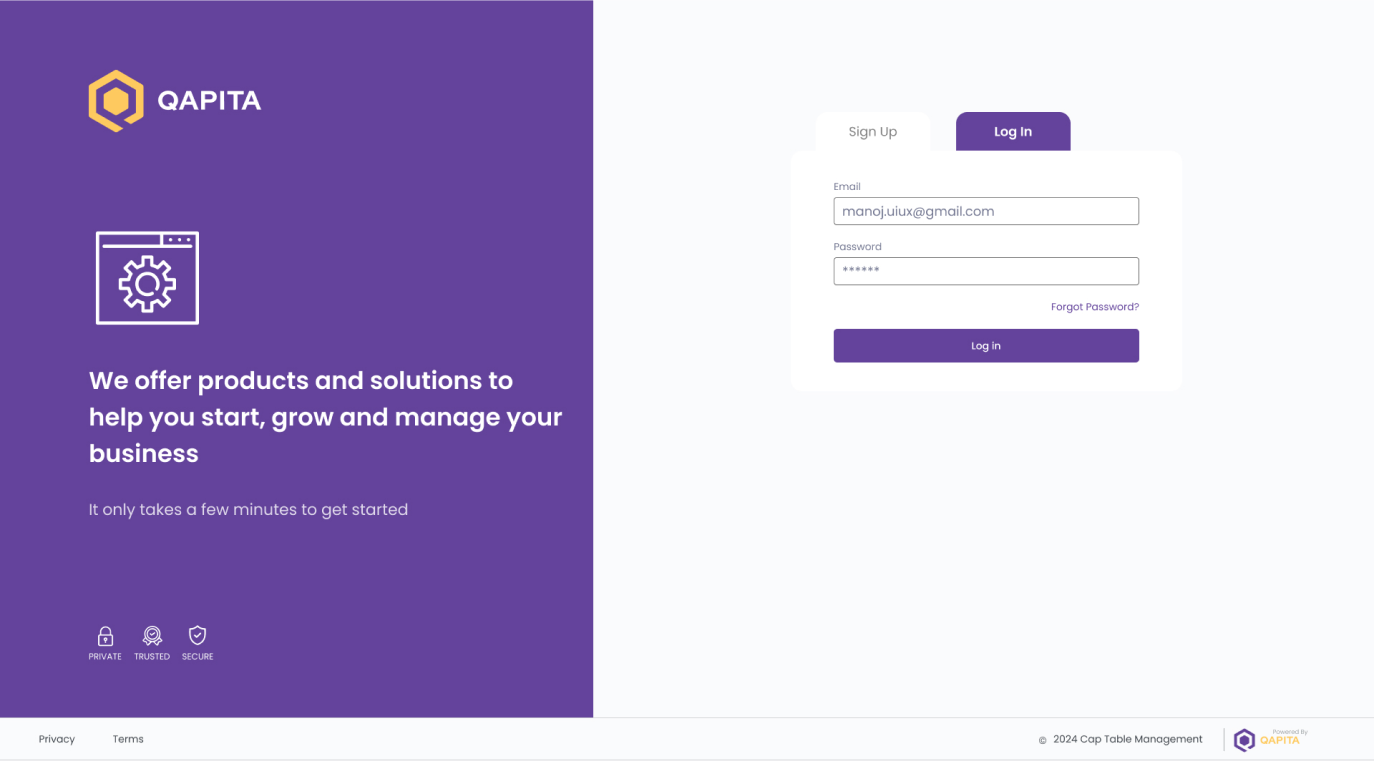 QAPITA
We offer products and solutions to
help you start, grow and manage your
business
It only takes a few minutes to get started
PRIVATE
TRUSTED
SECURE
Sign Up
Log In
Email
manoj.uiux@gmail.com
Password
******
Forgot Password?
Log in
Privacy
Terms
© 2024 Cap Table Management
Powered By
QAPITA